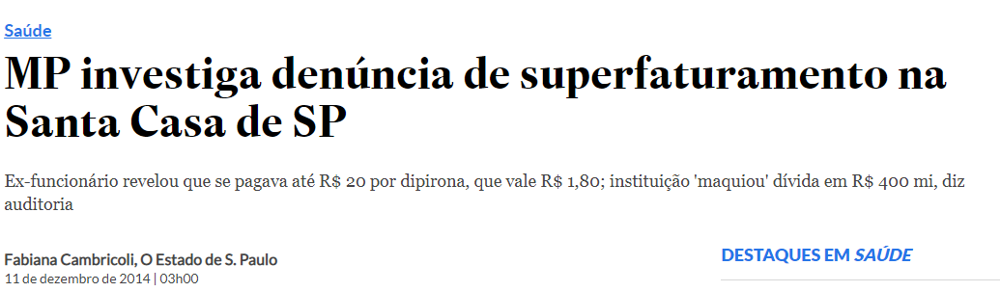 Saúde
MP investiga denúncia de superfaturamento na
Santa Casa de SP
Ex-funcionário revelou que se pagava até R$ 20 por dipirona, que vale R$ 1,80; instituição 'maquiou' dívida em R$ 400 mi, diz
auditoria
Fabiana Cambricoli, O Estado de S. Paulo
11 de dezembro de 2014 | 03h00
DESTAQUES EM SAÚDE